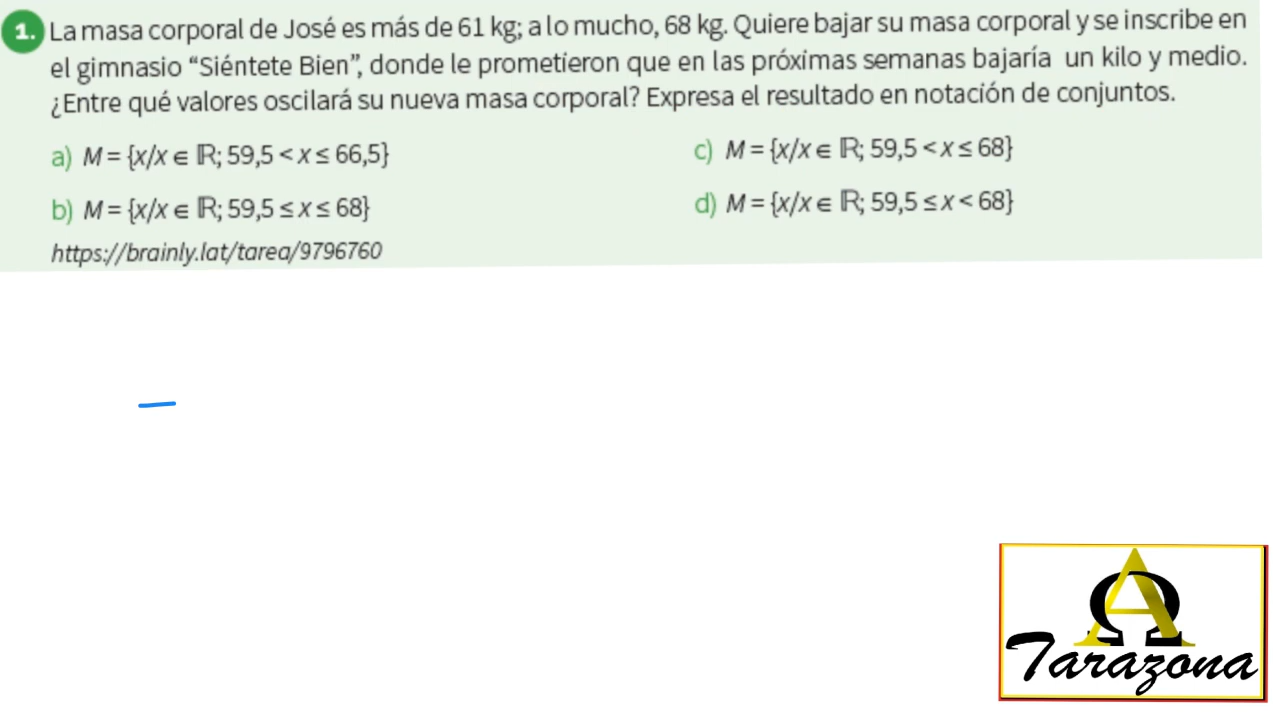 1. La masa corporal de José es más de 61 kg; a lo mucho, 68 kg. Quiere bajar su masa corporal y se inscribe en
el gimnasio “Siéntete Bien”, donde le prometieron que en las próximas semanas bajaría un kilo y medio.
¿Entre qué valores oscilará su nueva masa corporal? Expresa el resultado en notación de conjuntos.
a) M = {x/x ∈ ℝ; 59,5 < x ≤ 66,5}
c) M = {x/x ∈ ℝ; 59,5 < x ≤ 68}
b) M = {x/x ∈ ℝ; 59,5 ≤ x ≤ 68}
d) M = {x/x ∈ ℝ; 59,5 ≤ x < 68}
https://brainly.lat/tarea/9796760
AΩ
Tarazona